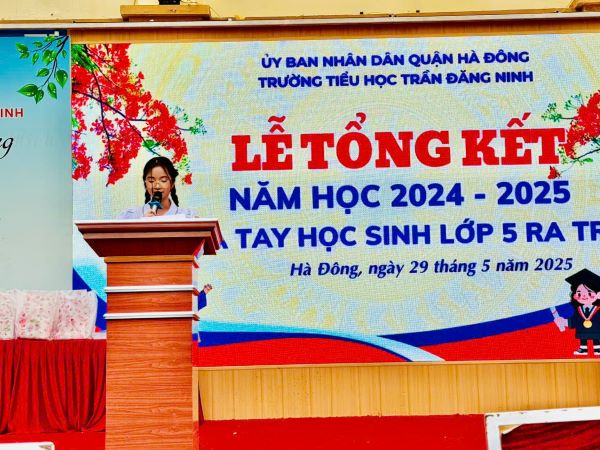 ỦY BAN NHÂN DÂN QUẬN HÀ ĐÔNG
TRƯỜNG TIỂU HỌC TRẦN ĐĂNG NINH
LỄ TỔNG KẾT
NĂM HỌC 2024 - 2025
TAY HỌC SINH LỚP 5 RA
Hà Đông, ngày 29 tháng 5 năm 2025
INH